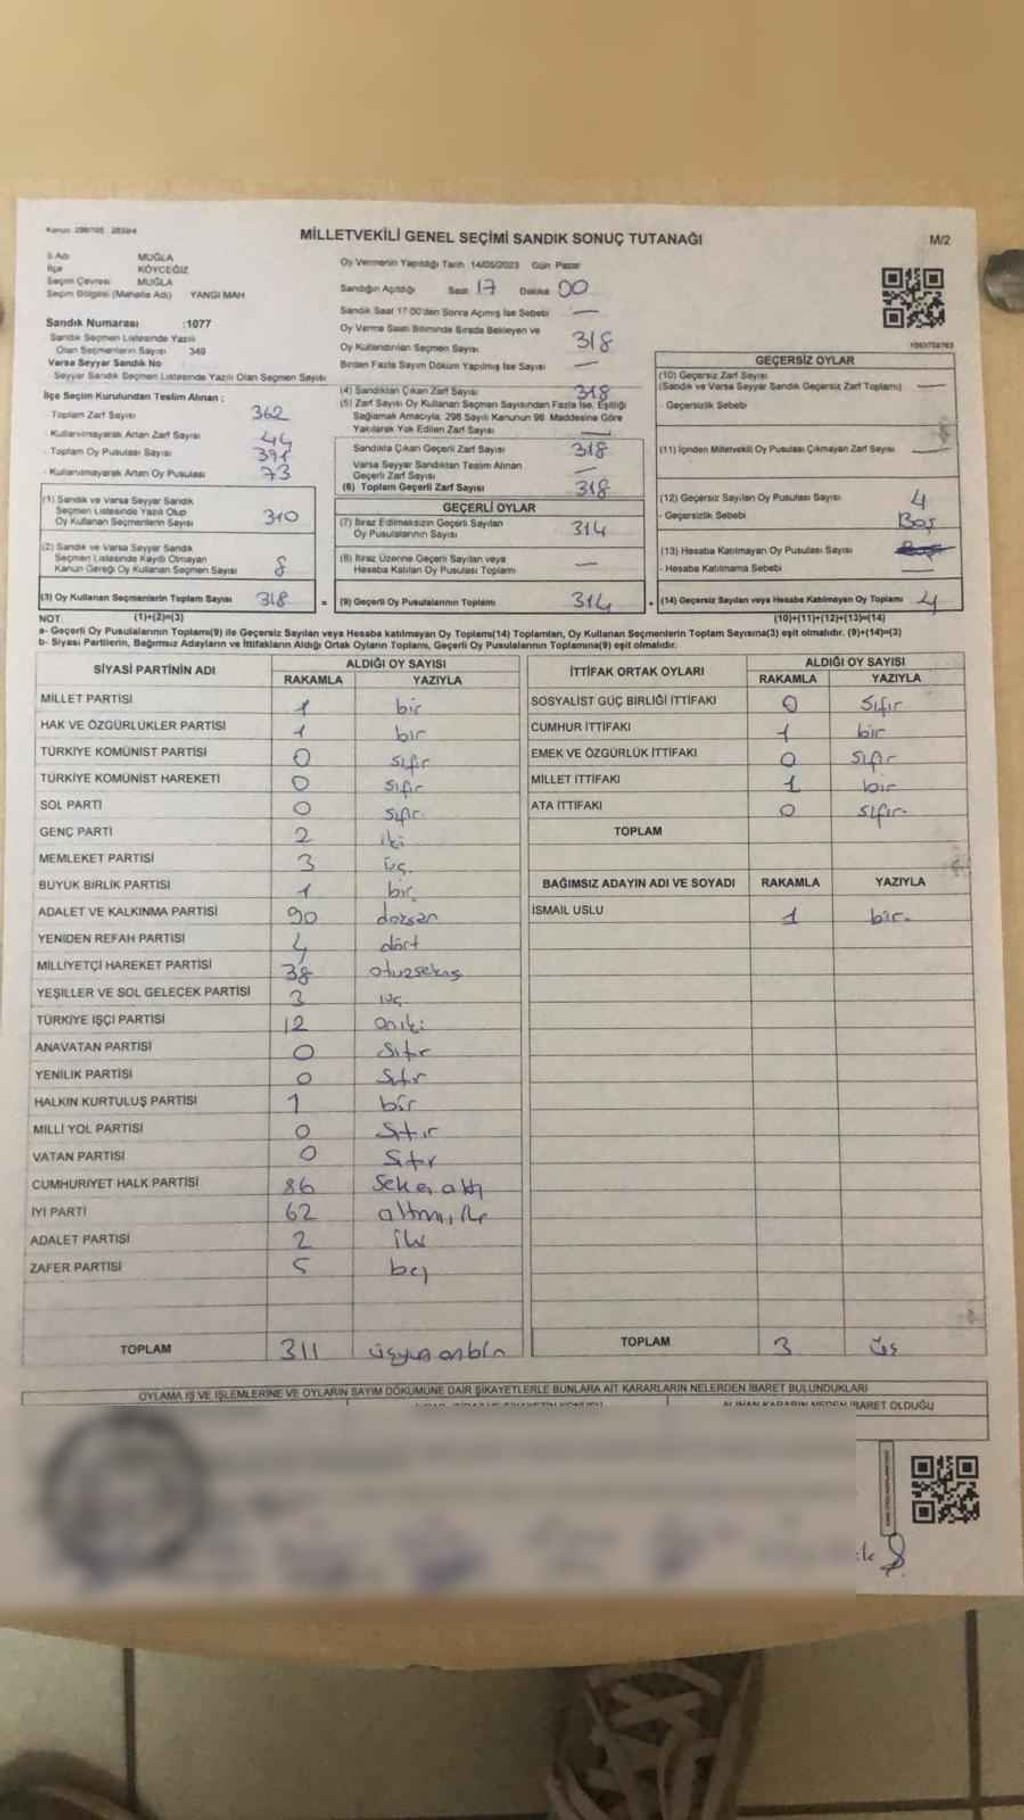 MİLLETVEKİLİ GENEL SEÇİMİ SANDIK SONUÇ TUTANAĞI
M/2
İl Adı MUĞLA
İlçe KÖYCEĞİZ
Seçim Çevresi MUĞLA
Seçim Bölgesi (Mahalle Adı) YANGI MAH
Sandık Numarası :1077
Sandık Seçmen Listesinde Yazılı
Olan Seçmenlerin Sayısı 349
Varsa Seyyar Sandık No
Seyyar Sandık Seçmen Listesinde Yazılı Olan Seçmen Sayısı
İlçe Seçim Kurulundan Teslim Alınan :
Toplam Zarf Sayısı 362
Kullanılmayarak Artan Zarf Sayısı 44
Toplam Oy Pusulası Sayısı 391
Kullanılmayarak Artan Oy Pusulası 73
(1) Sandık ve Varsa Seyyar Sandık
Seçmen Listesinde Yazılı Olup
Oy Kullanan Seçmenlerin Sayısı 310
(2) Sandık ve Varsa Seyyar Sandık
Seçmen Listesinde Kayıtlı Olmayan
Kanun Gereği Oy Kullanan Seçmen Sayısı 8
(3) Oy Kullanan Seçmenlerin Toplam Sayısı 318
Oy Vermenin Yapıldığı Tarih 14/05/2023 Gün Pazar
Sandığın Açıldığı Saat 17 Dakika 00
Sandık Saat 17 00'dan Sonra Açılmış İse Sebebi —
Oy Verme Saati Bitiminde Sırada Bekleyen ve
Oy Kullandırılan Seçmen Sayısı 318
Birden Fazla Sayım Döküm Yapılmış İse Sayısı —
(4) Sandıktan Çıkan Zarf Sayısı 318
(5) Zarf Sayısı Oy Kullanan Seçmen Sayısından Fazla İse, Eşitliği
Sağlamak Amacıyla, 298 Sayılı Kanunun 98. Maddesine Göre
Yakılarak Yok Edilen Zarf Sayısı —
Sandıkta Çıkan Geçerli Zarf Sayısı 318
Varsa Seyyar Sandıktan Teslim Alınan
Geçerli Zarf Sayısı —
(6) Toplam Geçerli Zarf Sayısı 318
GEÇERLİ OYLAR
(7) İtiraz Edilmeksizin Geçerli Sayılan
Oy Pusulalarının Sayısı 314
(8) İtiraz Üzerine Geçerli Sayılan veya
Hesaba Katılan Oy Pusulası Toplamı —
= (9) Geçerli Oy Pusulalarının Toplamı 314
GEÇERSİZ OYLAR
(10) Geçersiz Zarf Sayısı
(Sandık ve Varsa Seyyar Sandık Geçersiz Zarf Toplamı) —
- Geçersizlik Sebebi
(11) İçinden Milletvekili Oy Pusulası Çıkmayan Zarf Sayısı —
(12) Geçersiz Sayılan Oy Pusulası Sayısı 4
- Geçersizlik Sebebi Boş
(13) Hesaba Katılmayan Oy Pusulası Sayısı
- Hesaba Katılmama Sebebi —
(14) Geçersiz Sayılan veya Hesaba Katılmayan Oy Toplamı 4
NOT (1)+(2)=(3) (10)+(11)+(12)+(13)=(14)
a- Geçerli Oy Pusulalarının Toplamı(9) ile Geçersiz Sayılan veya Hesaba katılmayan Oy Toplamı(14) Toplamları, Oy Kullanan Seçmenlerin Toplam Sayısına(3) eşit olmalıdır. (9)+(14)=(3)
b- Siyasi Partilerin, Bağımsız Adayların ve İttifakların Aldığı Ortak Oyların Toplamı, Geçerli Oy Pusulalarının Toplamına(9) eşit olmalıdır.
SİYASİ PARTİNİN ADI ALDIĞI OY SAYISI
RAKAMLA YAZIYLA
MİLLET PARTİSİ 1 bir
HAK VE ÖZGÜRLÜKLER PARTİSİ 1 bir
TÜRKİYE KOMÜNİST PARTİSİ 0 sıfır
TÜRKİYE KOMÜNİST HAREKETİ 0 sıfır
SOL PARTİ 0 sıfır
GENÇ PARTİ 2 iki
MEMLEKET PARTİSİ 3 üç
BÜYÜK BİRLİK PARTİSİ 1 bir
ADALET VE KALKINMA PARTİSİ 90 doksan
YENİDEN REFAH PARTİSİ 4 dört
MİLLİYETÇİ HAREKET PARTİSİ 38 otuzsekiz
YEŞİLLER VE SOL GELECEK PARTİSİ 3 üç
TÜRKİYE İŞÇİ PARTİSİ 12 oniki
ANAVATAN PARTİSİ 0 Sıfır
YENİLİK PARTİSİ 0 Sıfır
HALKIN KURTULUŞ PARTİSİ 1 bir
MİLLİ YOL PARTİSİ 0 Sıfır
VATAN PARTİSİ 0 Sıfır
CUMHURİYET HALK PARTİSİ 86 Seksenaltı
İYİ PARTİ 62 altmışiki
ADALET PARTİSİ 2 iki
ZAFER PARTİSİ 5 beş
TOPLAM 311 üçyüz onbir
İTTİFAK ORTAK OYLARI ALDIĞI OY SAYISI
RAKAMLA YAZIYLA
SOSYALİST GÜÇ BİRLİĞİ İTTİFAKI 0 Sıfır
CUMHUR İTTİFAKI 1 bir
EMEK VE ÖZGÜRLÜK İTTİFAKI 0 sıfır
MİLLET İTTİFAKI 1 bir
ATA İTTİFAKI 0 sıfır
TOPLAM
BAĞIMSIZ ADAYIN ADI VE SOYADI RAKAMLA YAZIYLA
İSMAİL USLU 1 bir
TOPLAM 3 üç
OYLAMA İŞ VE İŞLEMLERİNE VE OYLARIN SAYIM DÖKÜMÜNE DAİR ŞİKAYETLERLE BUNLARA AİT KARARLARIN NELERDEN İBARET BULUNDUKLARI
ALINAN KARARIN NEDEN İBARET OLDUĞU